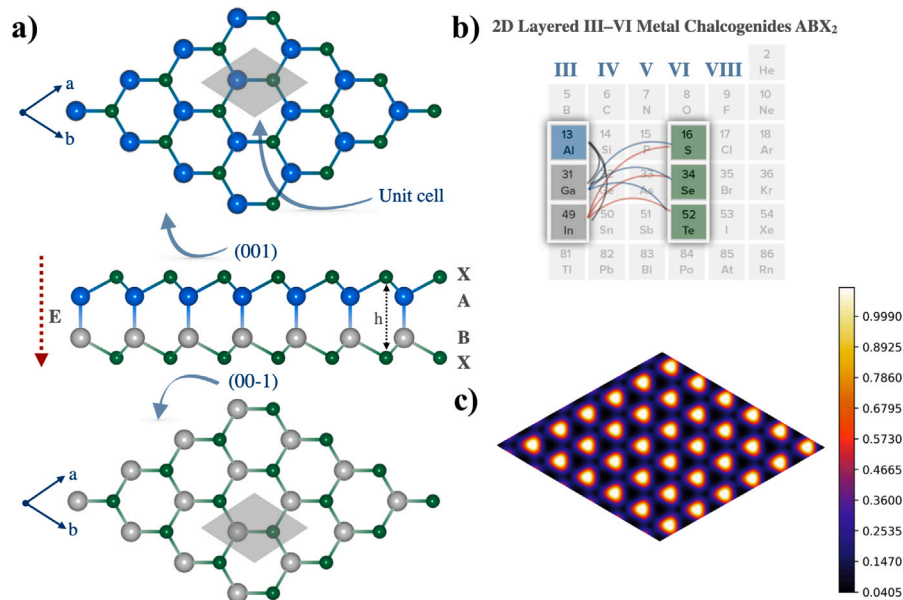 a)
a
b
Unit cell
(001)
E
h
X
A
B
X
(00-1)
a
b
b) 2D Layered III–VI Metal Chalcogenides ABX₂
III IV V VI VIII
2 He
5 B
6 C
7 N
8 O
9 F
10 Ne
13 Al
14 Si
15 P
16 S
17 Cl
18 Ar
31 Ga
32 Ge
33 As
34 Se
35 Br
36 Kr
49 In
50 Sn
51 Sb
52 Te
53 I
54 Xe
81 Tl
82 Pb
83 Bi
84 Po
85 At
86 Rn
c)
0.9990
0.8925
0.7860
0.6795
0.5730
0.4665
0.3600
0.2535
0.1470
0.0405